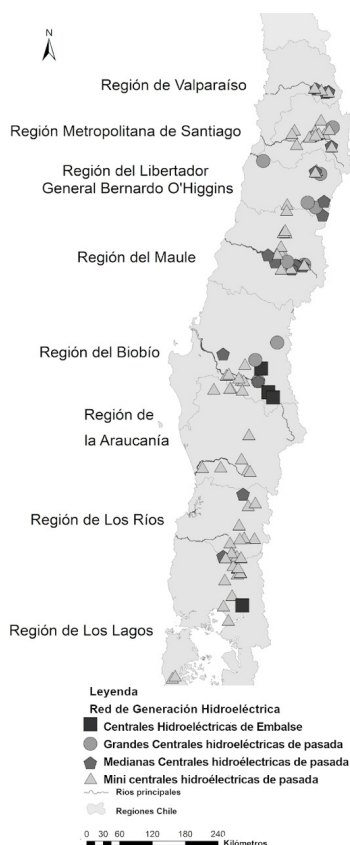 N
Región de Valparaíso
Región Metropolitana de Santiago
Región del Libertador
General Bernardo O'Higgins
Región del Maule
Región del Biobío
Región de
la Araucanía
Región de Los Ríos
Región de Los Lagos
Leyenda
Red de Generación Hidroeléctrica
Centrales Hidroeléctricas de Embalse
Grandes Centrales hidroeléctricas de pasada
Medianas Centrales hidroélectricas de pasada
Mini centrales hidroélectricas de pasada
Rios principales
Regiones Chile
0 30 60 120 180 240
Kilómetros